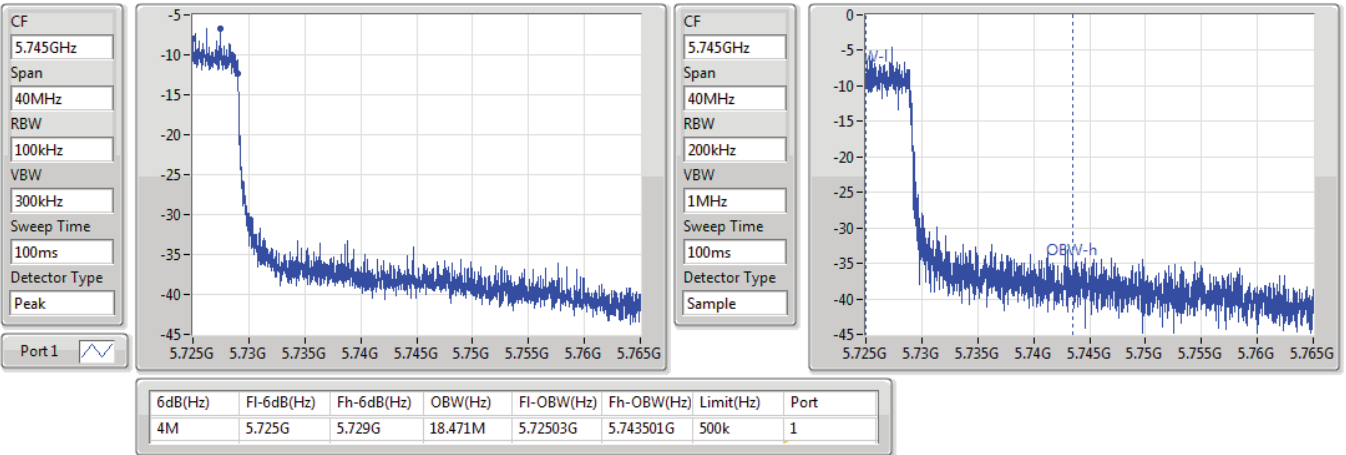 CF
5.745GHz
Span
40MHz
RBW
100kHz
VBW
300kHz
Sweep Time
100ms
Detector Type
Peak
Port 1
-5
-10
-15
-20
-25
-30
-35
-40
-45
5.725G 5.73G 5.735G 5.74G 5.745G 5.75G 5.755G 5.76G 5.765G
CF
5.745GHz
Span
40MHz
RBW
200kHz
VBW
1MHz
Sweep Time
100ms
Detector Type
Sample
0
-5
-10
-15
-20
-25
-30
-35
-40
-45
OBW-h
5.725G 5.73G 5.735G 5.74G 5.745G 5.75G 5.755G 5.76G 5.765G
6dB(Hz) Fl-6dB(Hz) Fh-6dB(Hz) OBW(Hz) Fl-OBW(Hz) Fh-OBW(Hz) Limit(Hz) Port
4M 5.725G 5.729G 18.471M 5.72503G 5.743501G 500k 1